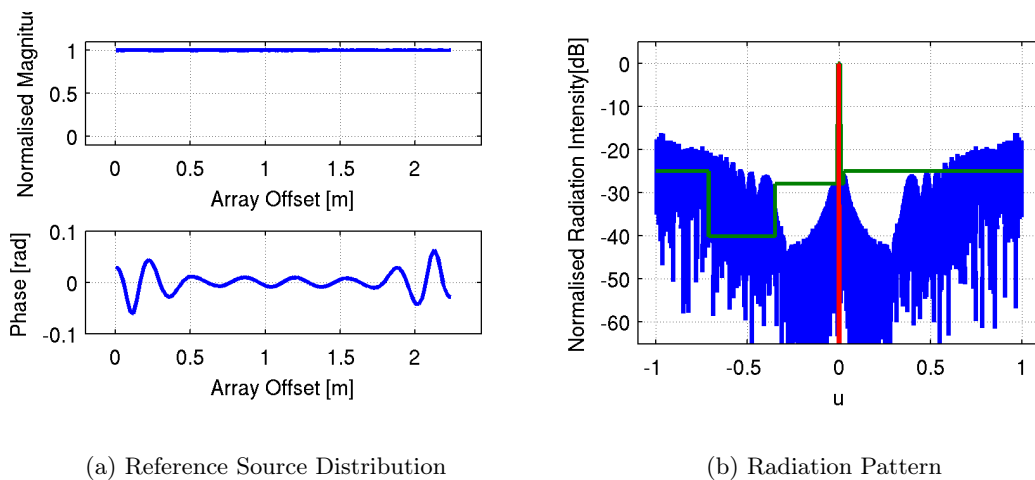 Normalised Magnitu
1
0.5
0
0 0.5 1 1.5 2
Array Offset [m]
Phase [rad]
0.1
0
-0.1
0 0.5 1 1.5 2
Array Offset [m]
(a) Reference Source Distribution
Normalised Radiation Intensity[dB]
0
-10
-20
-30
-40
-50
-60
-1 -0.5 0 0.5 1
u
(b) Radiation Pattern